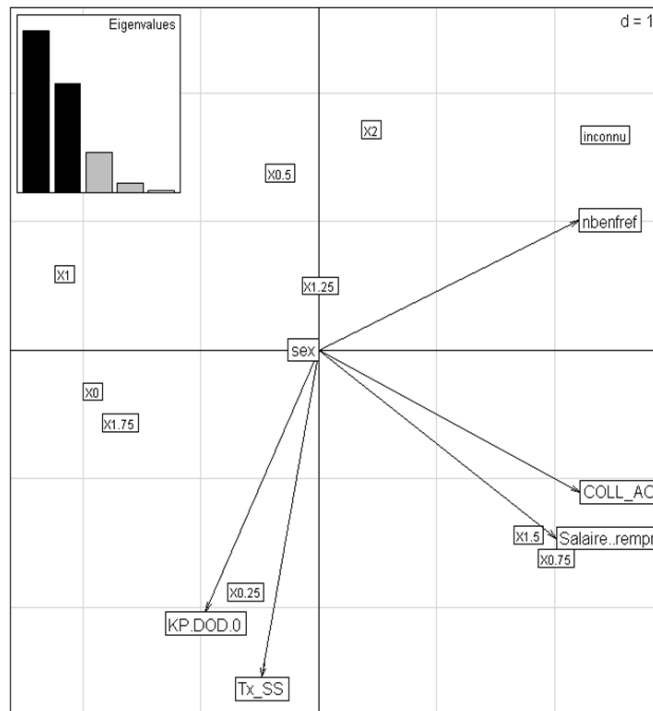 Eigenvalues
d = 1
X2
inconnu
X0.5
nbenfref
X1
X1.25
sex
X0
X1.75
COLL_AC
X1.5
Salaire..rempr
X0.75
X0.25
KP.DOD.0
Tx_SS